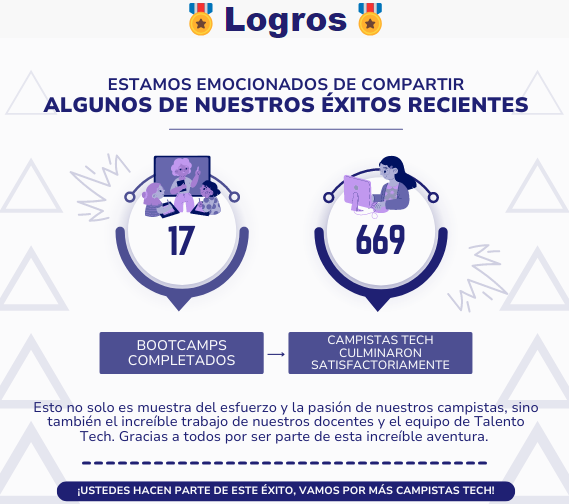 Logros
ESTAMOS EMOCIONADOS DE COMPARTIR
ALGUNOS DE NUESTROS ÉXITOS RECIENTES
17
669
BOOTCAMPS
COMPLETADOS
CAMPISTAS TECH
CULMINARON
SATISFACTORIAMENTE
Esto no solo es muestra del esfuerzo y la pasión de nuestros campistas, sino
también el increíble trabajo de nuestros docentes y el equipo de Talento
Tech. Gracias a todos por ser parte de esta increíble aventura.
¡USTEDES HACEN PARTE DE ESTE ÉXITO, VAMOS POR MÁS CAMPISTAS TECH!